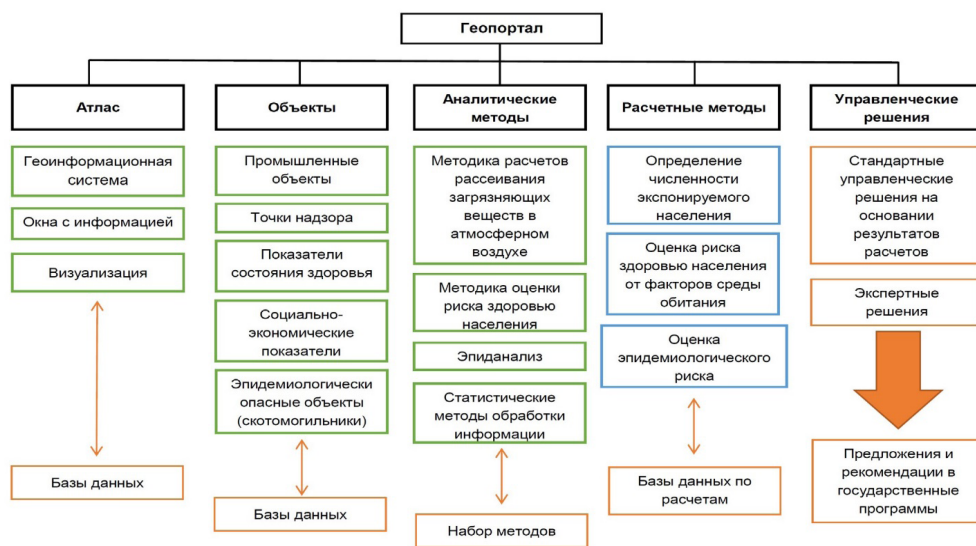 Геопортал
Атлас
Геоинформационная
система
Окна с информацией
Визуализация
Базы данных
Объекты
Промышленные
объекты
Точки надзора
Показатели
состояния здоровья
Социально-
экономические
показатели
Эпидемиологически
опасные объекты
(скотомогильники)
Базы данных
Аналитические
методы
Методика расчетов
рассеивания
загрязняющих
веществ в
атмосферном
воздухе
Методика оценки
риска здоровью
населения
Эпиданализ
Статистические
методы обработки
информации
Набор методов
Расчетные методы
Определение
численности
экспонируемого
населения
Оценка риска
здоровью населения
от факторов среды
обитания
Оценка
эпидемиологического
риска
Базы данных по
расчетам
Управленческие
решения
Стандартные
управленческие
решения на
основании
результатов
расчетов
Экспертные
решения
Предложения и
рекомендации в
государственные
программы